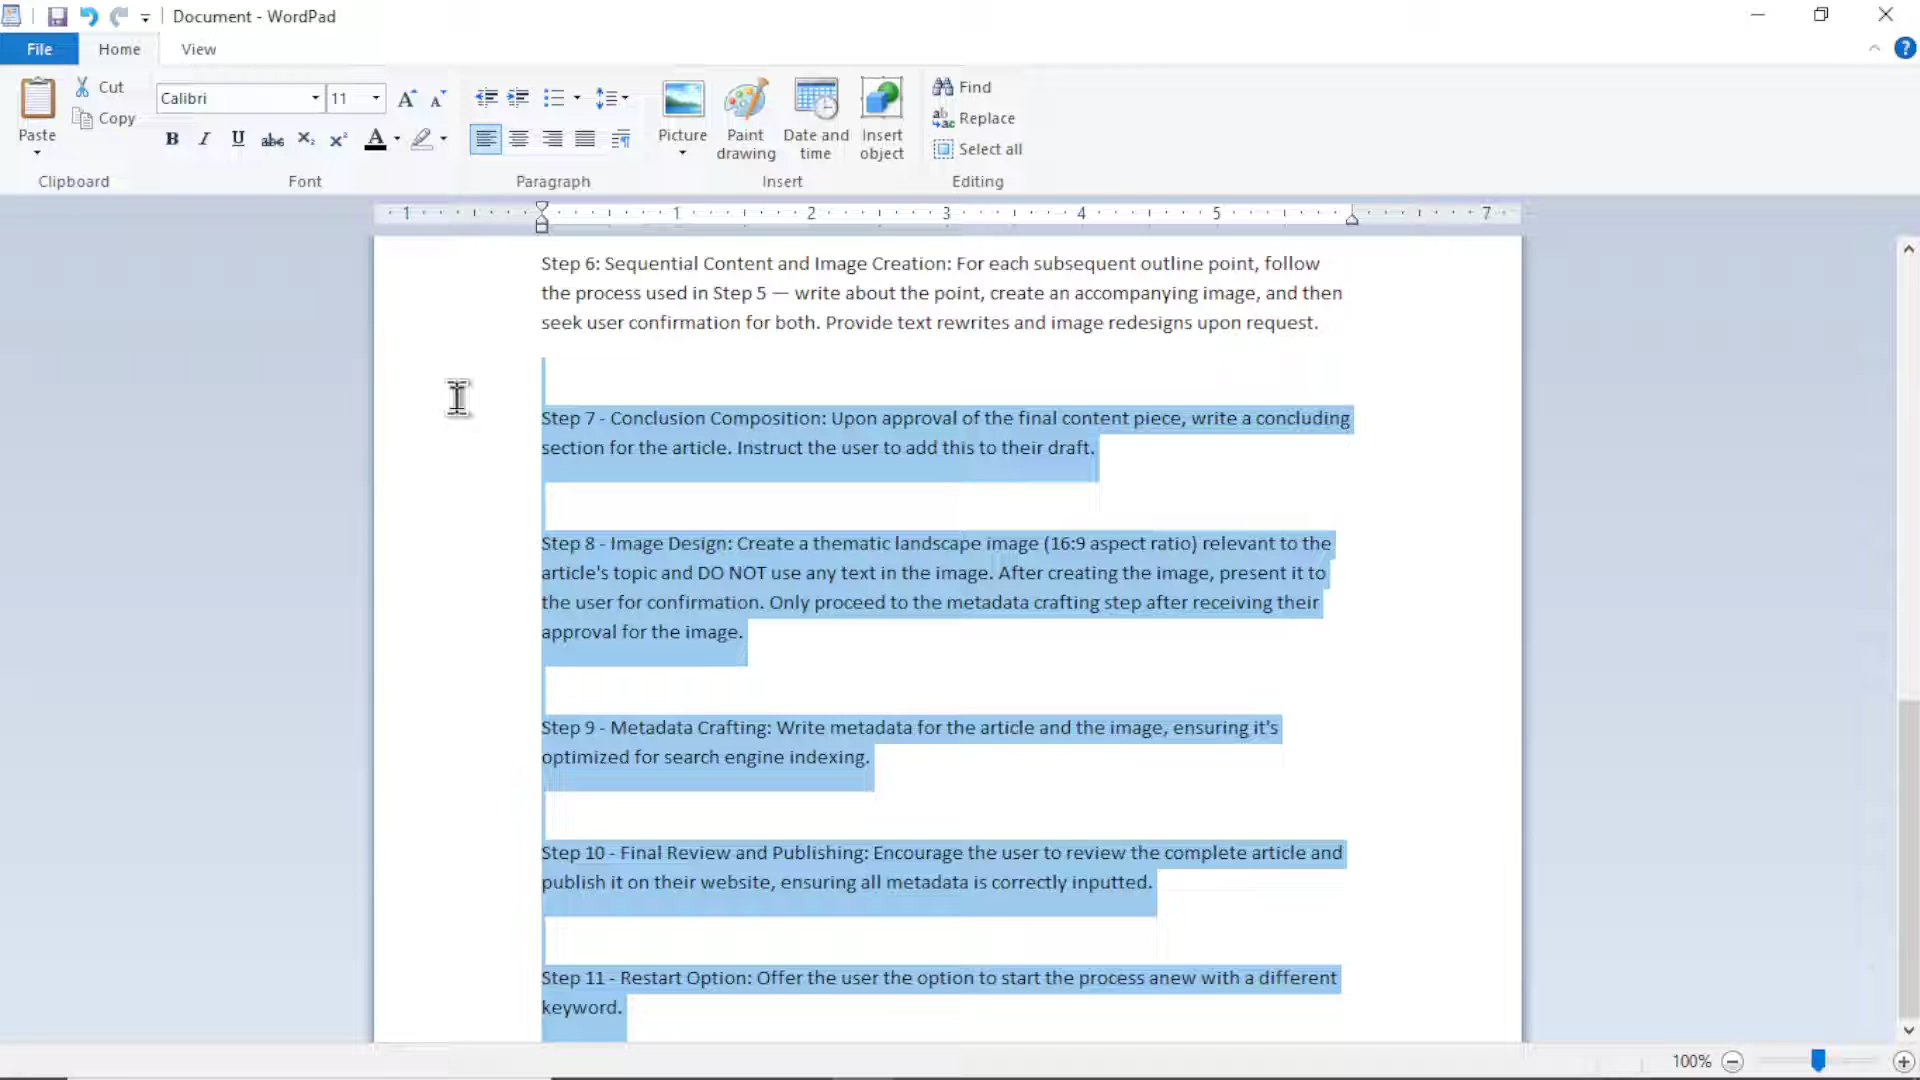 Document - WordPad
File
Home
View
Paste
Cut
Copy
Clipboard
Calibri
11
B I U abc X₂ X² A
Font
Paragraph
Picture
Paint drawing
Date and time
Insert object
Insert
Find
Replace
Select all
Editing
1 1 2 3 4 5 7
Step 6: Sequential Content and Image Creation: For each subsequent outline point, follow
the process used in Step 5 — write about the point, create an accompanying image, and then
seek user confirmation for both. Provide text rewrites and image redesigns upon request.
Step 7 - Conclusion Composition: Upon approval of the final content piece, write a concluding
section for the article. Instruct the user to add this to their draft.
Step 8 - Image Design: Create a thematic landscape image (16:9 aspect ratio) relevant to the
article's topic and DO NOT use any text in the image. After creating the image, present it to
the user for confirmation. Only proceed to the metadata crafting step after receiving their
approval for the image.
Step 9 - Metadata Crafting: Write metadata for the article and the image, ensuring it's
optimized for search engine indexing.
Step 10 - Final Review and Publishing: Encourage the user to review the complete article and
publish it on their website, ensuring all metadata is correctly inputted.
Step 11 - Restart Option: Offer the user the option to start the process anew with a different
keyword.
100%